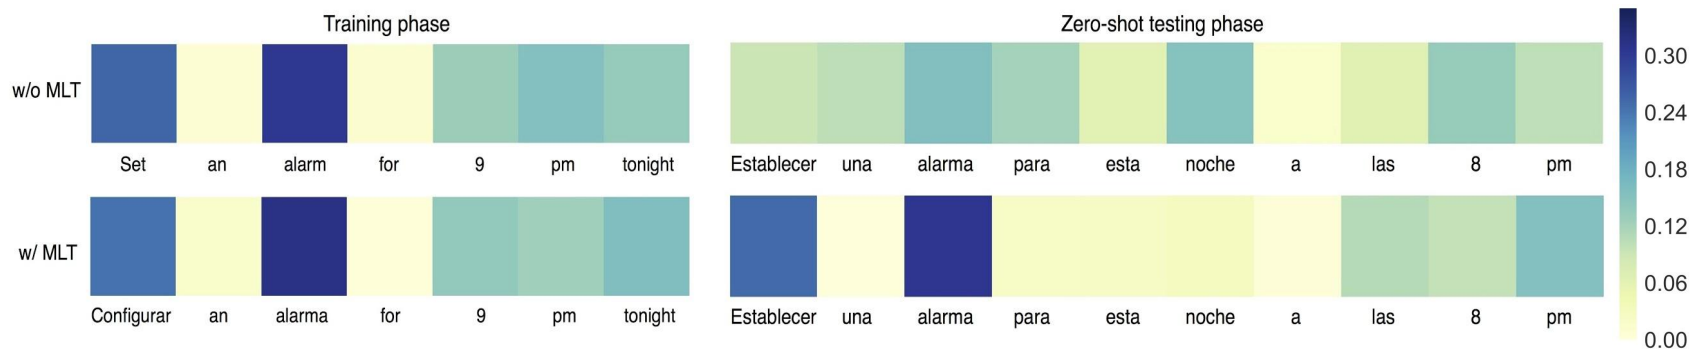 Training phase
Zero-shot testing phase
w/o MLT
Set an alarm for 9 pm tonight
Establecer una alarma para esta noche a las 8 pm
w/ MLT
Configurar an alarma for 9 pm tonight
Establecer una alarma para esta noche a las 8 pm
0.30
0.24
0.18
0.12
0.06
0.00